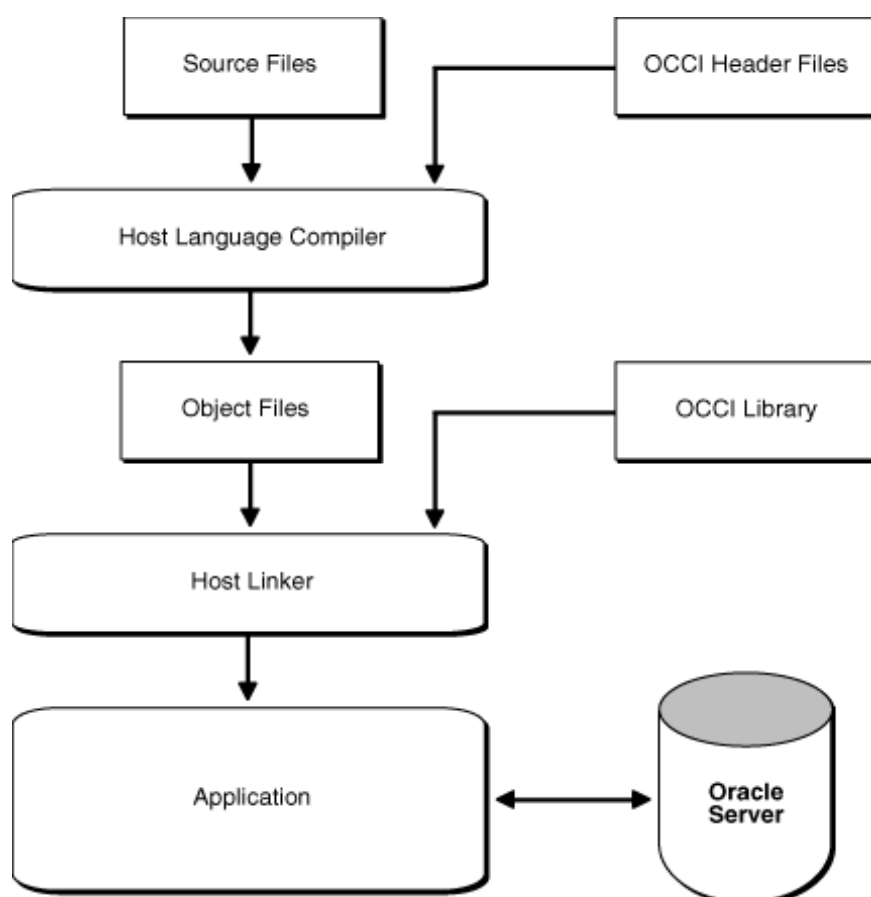 Source Files
OCCI Header Files
Host Language Compiler
Object Files
OCCI Library
Host Linker
Application
Oracle
Server